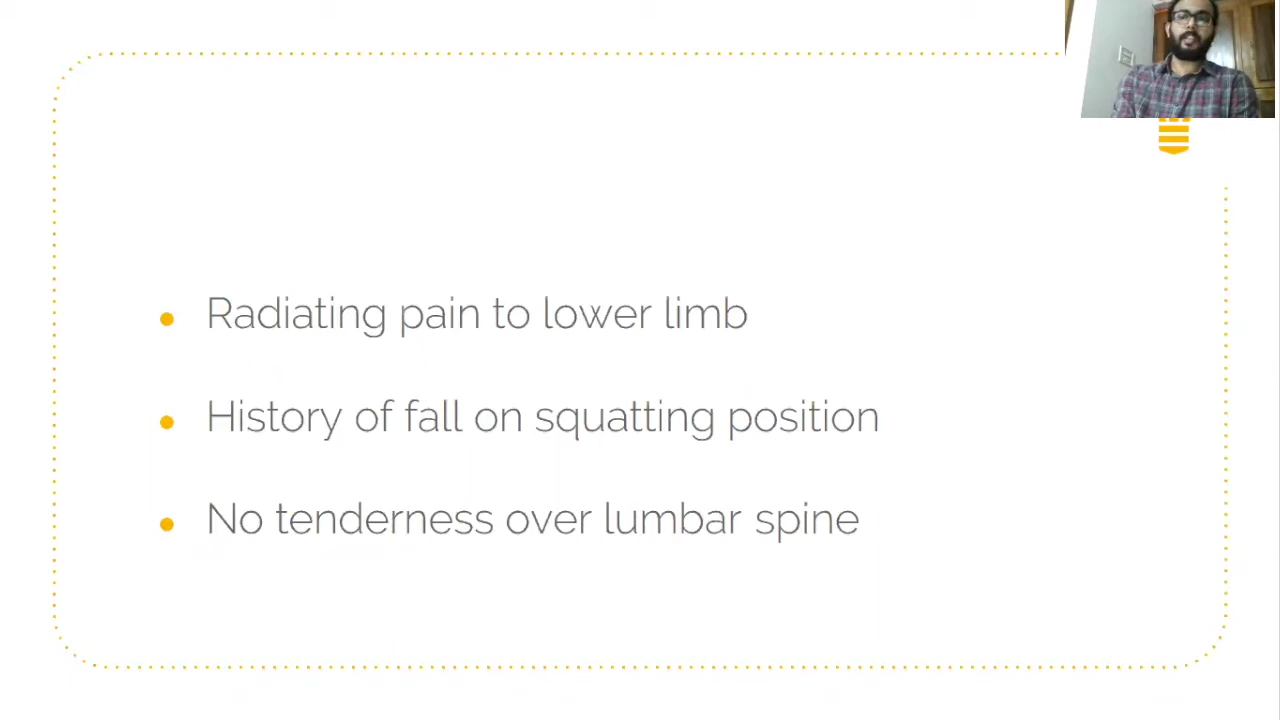 Radiating pain to lower limb
History of fall on squatting position
No tenderness over lumbar spine